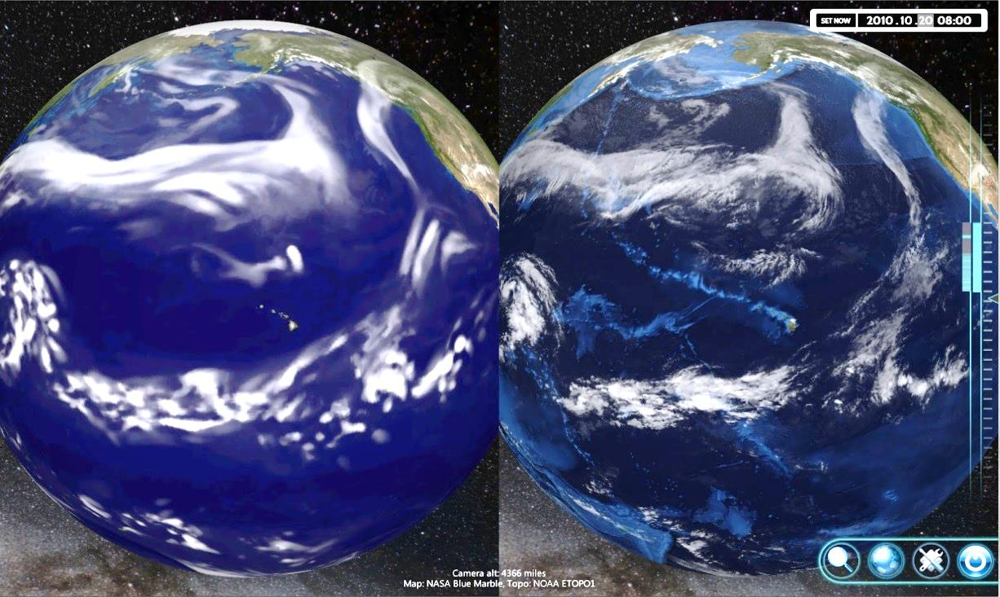 SET NOW 2010.10.20 08:00
Camera alt: 4366 miles
Map: NASA Blue Marble, Topo: NOAA ETOPO1